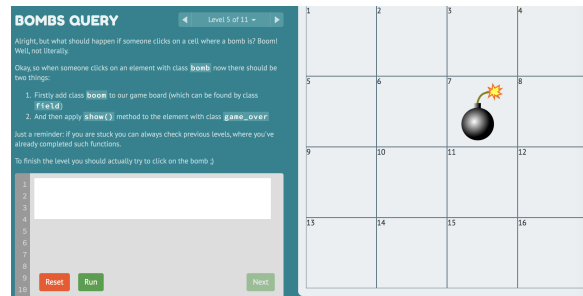 BOMBS QUERY
Level 5 of 11
Alright, but what should happen if someone clicks on a cell where a bomb is? Boom!
Well, not literally.
Okay, so when someone clicks on an element with class bomb now there should be
two things:
1. Firstly add class boom to our game board (which can be found by class
field)
2. And then apply show() method to the element with class game_over
Just a reminder: if you are stuck you can always check previous levels, where you've
already completed such functions.
To finish the level you should actually try to click on the bomb ;)
1
2
3
4
5
6
7
8
9
10
Reset Run Next
1 2 3 4
5 6 7 8
9 10 11 12
13 14 15 16